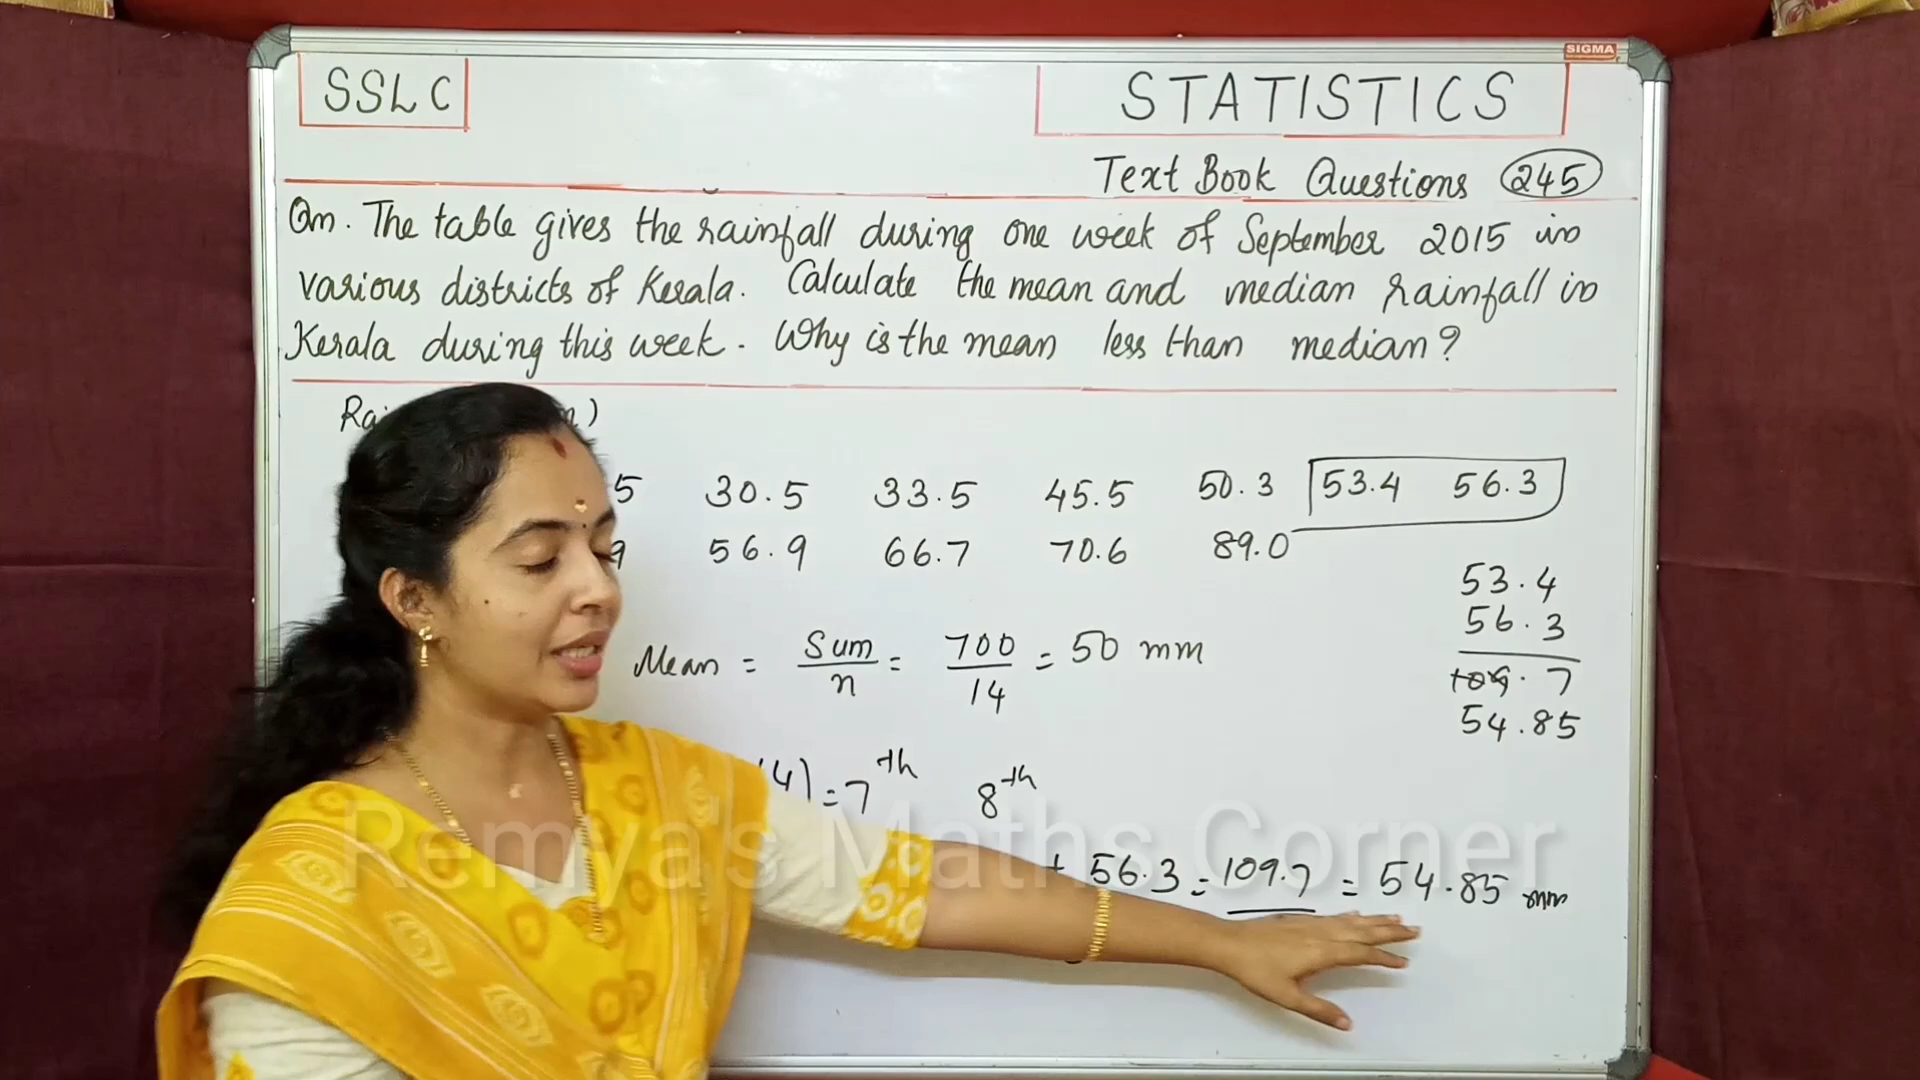 SIGMA
SSLC
STATISTICS
Text Book Questions 245
Qn. The table gives the rainfall during one week of September 2015 in
various districts of Kerala. Calculate the mean and median rainfall in
Kerala during this week. Why is the mean less than median?
5 30.5 33.5 45.5 50.3 53.4 56.3
9 56.9 66.7 70.6 89.0
53.4
56.3
109.7
54.85
Mean = Sum/n = 700/14 = 50 mm
14) = 7th 8th
+ 56.3 = 109.7 = 54.85 mm
Remya's Maths Corner